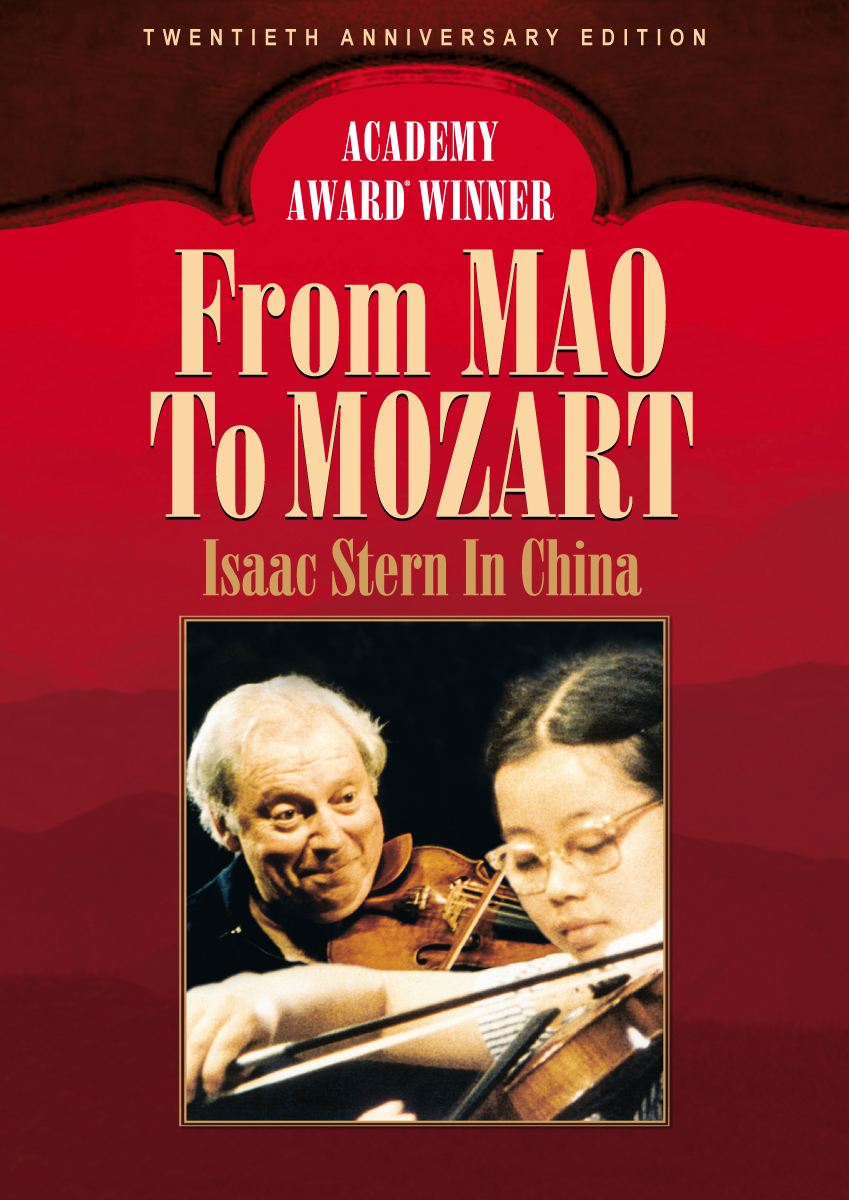 TWENTIETH ANNIVERSARY EDITION
ACADEMY
AWARD® WINNER
From MAO
To MOZART
Isaac Stern In China